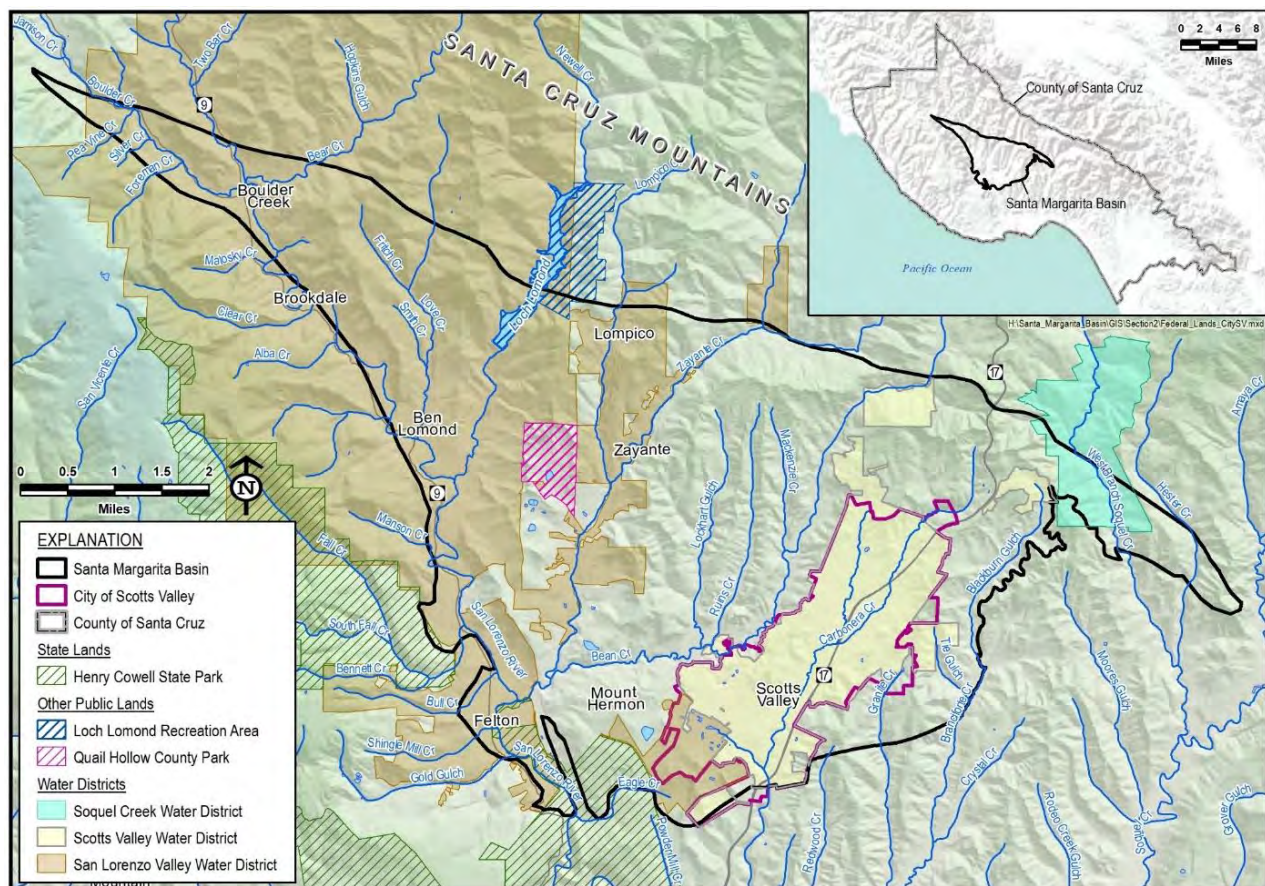 Jamison Cr
Two Bar Cr
Hopkins Gulch
Newell Cr
SANTA CRUZ MOUNTAINS
0 2 4 6 8
Miles
County of Santa Cruz
Santa Margarita Basin
Pacific Ocean
H:\Santa_Margarita_Basin\GIS\Section2\Federal_Lands_CitySV.mxd
Boulder Cr
9
Pea Vine Cr
Silver Cr
Foreman Cr
Bear Cr
Lompico Cr
Boulder
Creek
Malosky Cr
Fritch Cr
Love Cr
Loch Lomond
Brookdale
Clear Cr
Smith Cr
Lompico
Zayante Cr
17
Alba Cr
San Vicente Cr
Amaya Cr
Ben
Lomond
Zayante
Mackenzie Cr
Lockhart Gulch
West Branch Soquel Cr
Hester Cr
0 0.5 1 1.5 2
Miles
N
9
Manson Cr
Fall Cr
Ruins Cr
Blackburn Gulch
Carbonera Cr
South Fall Cr
San Lorenzo River
Bean Cr
Bennett Cr
Bull Cr
Mount
Hermon
Scotts
Valley
17
Tie Gulch
Granite Cr
Branciforte Cr
Moores Gulch
Felton
Shingle Mill Cr
Gold Gulch
San Lorenzo River
Eagle Cr
Powder Mill Cr
Redwood Cr
Crystal Cr
Rodeo Creek Gulch
Soquel Cr
Grover Gulch
EXPLANATION
Santa Margarita Basin
City of Scotts Valley
County of Santa Cruz
State Lands
Henry Cowell State Park
Other Public Lands
Loch Lomond Recreation Area
Quail Hollow County Park
Water Districts
Soquel Creek Water District
Scotts Valley Water District
San Lorenzo Valley Water District